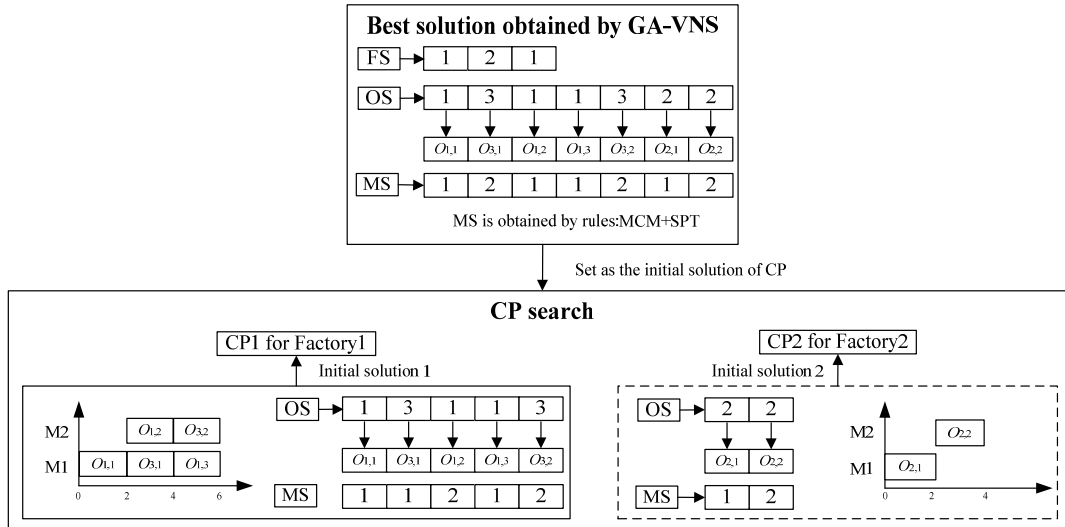 Best solution obtained by GA-VNS
FS 1 2 1
OS 1 3 1 1 3 2 2
O1,1 O3,1 O1,2 O1,3 O3,2 O2,1 O2,2
MS 1 2 1 1 2 1 2
MS is obtained by rules:MCM+SPT
Set as the initial solution of CP
CP search
CP1 for Factory1
Initial solution 1
M2 O1,2 O3,2
M1 O1,1 O3,1 O1,3
0 2 4 6
OS 1 3 1 1 3
O1,1 O3,1 O1,2 O1,3 O3,2
MS 1 1 2 1 2
CP2 for Factory2
Initial solution 2
OS 2 2
O2,1 O2,2
MS 1 2
M2 O2,2
M1 O2,1
0 2 4